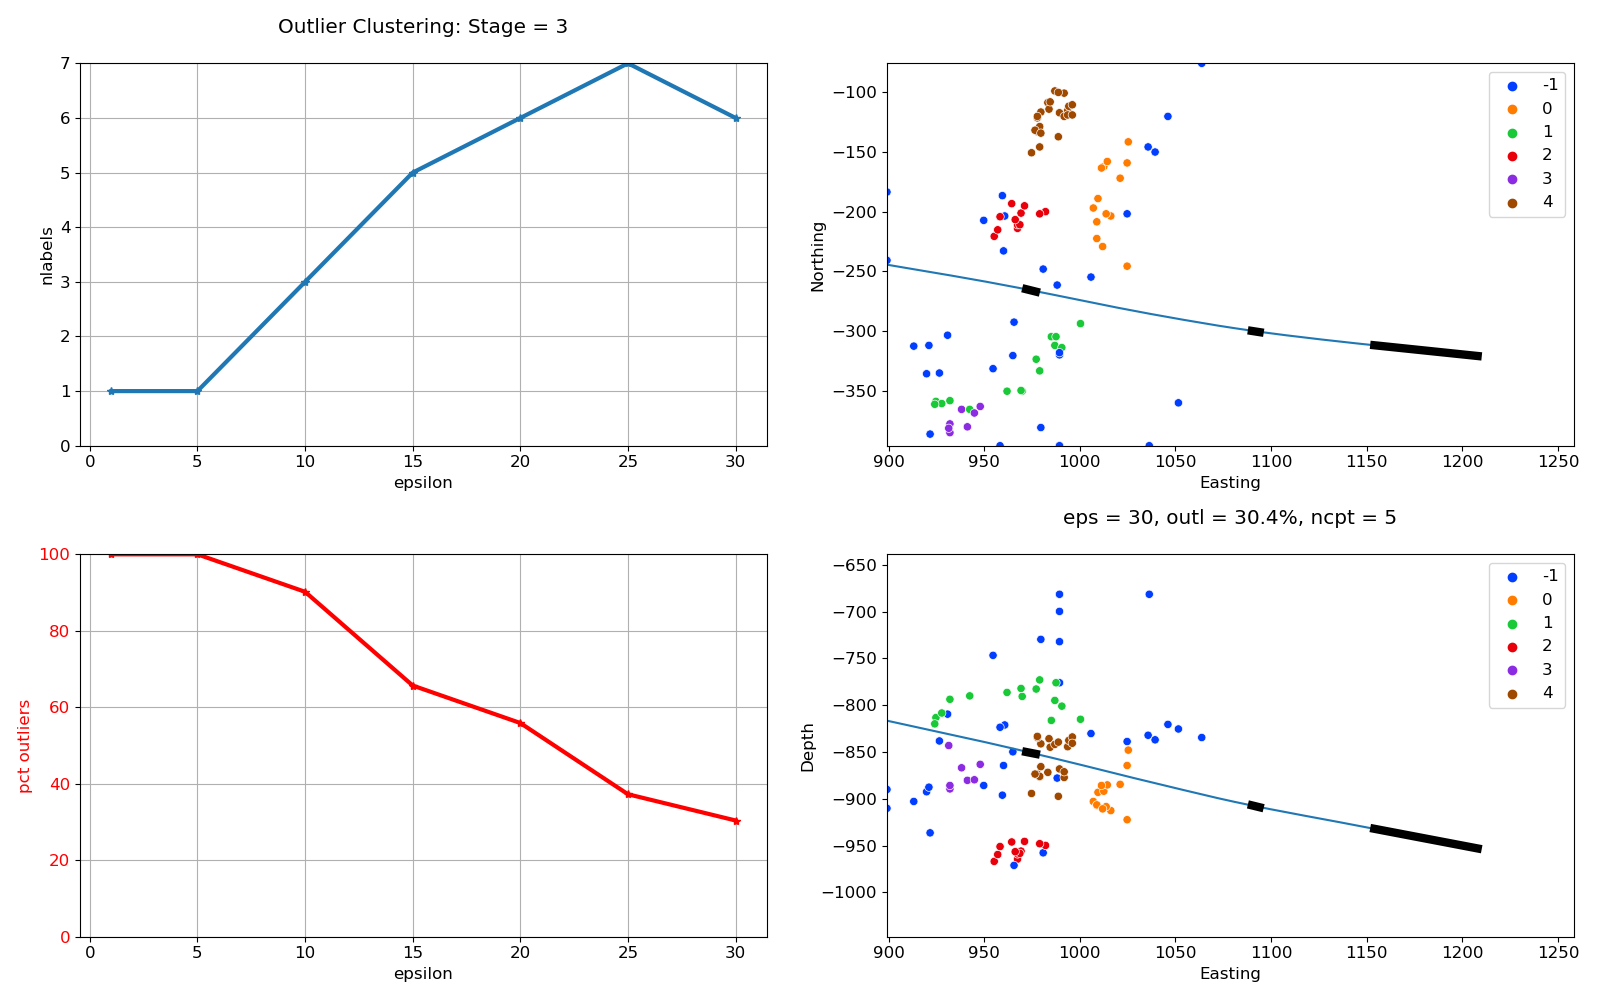 Outlier Clustering: Stage = 3
7
6
5
4
3
2
1
0
nlabels
0 5 10 15 20 25 30
epsilon
−100
−150
−200
−250
−300
−350
Northing
-1
0
1
2
3
4
900 950 1000 1050 1100 1150 1200 1250
Easting
100
80
60
40
20
0
pct outliers
0 5 10 15 20 25 30
epsilon
eps = 30, outl = 30.4%, ncpt = 5
−650
−700
−750
−800
−850
−900
−950
−1000
Depth
-1
0
1
2
3
4
900 950 1000 1050 1100 1150 1200 1250
Easting